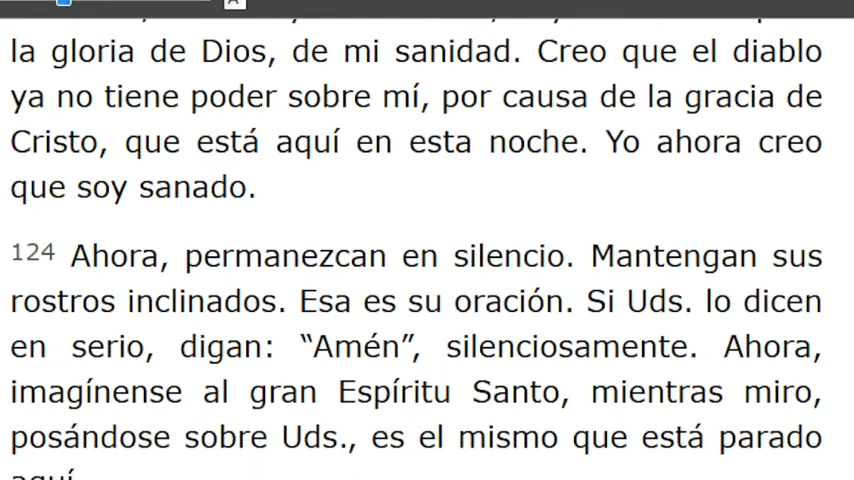 la gloria de Dios, de mi sanidad. Creo que el diablo
ya no tiene poder sobre mí, por causa de la gracia de
Cristo, que está aquí en esta noche. Yo ahora creo
que soy sanado.
124 Ahora, permanezcan en silencio. Mantengan sus
rostros inclinados. Esa es su oración. Si Uds. lo dicen
en serio, digan: “Amén”, silenciosamente. Ahora,
imagínense al gran Espíritu Santo, mientras miro,
posándose sobre Uds., es el mismo que está parado
aquí